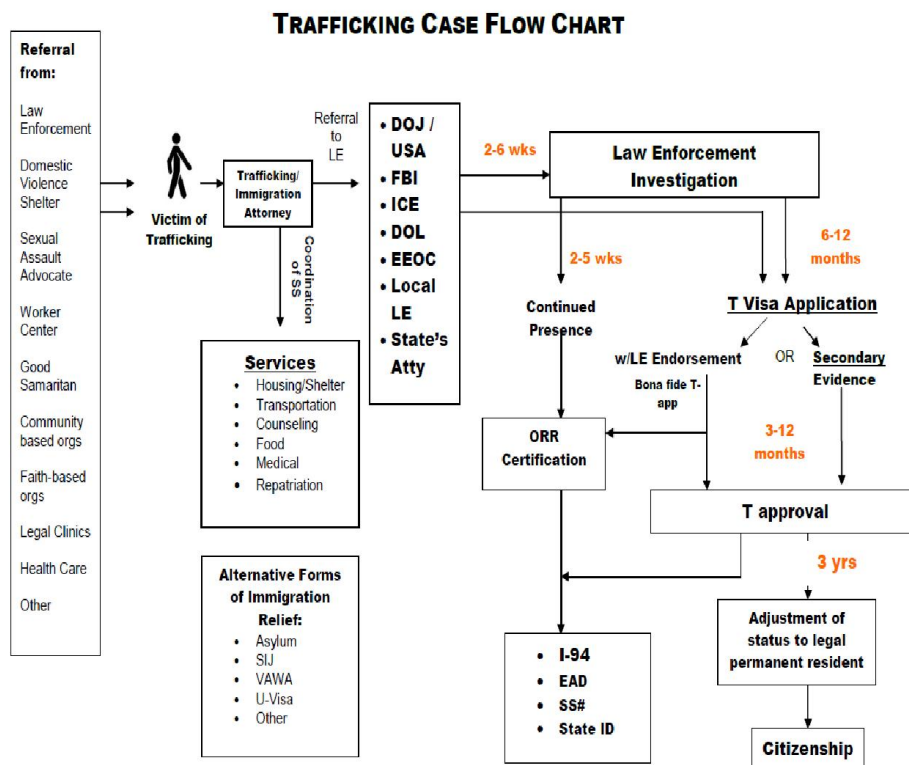 TRAFFICKING CASE FLOW CHART
Referral
from:
Law
Enforcement
Domestic
Violence
Shelter
Sexual
Assault
Advocate
Worker
Center
Good
Samaritan
Community
based orgs
Faith-based
orgs
Legal Clinics
Health Care
Other
Victim of
Trafficking
Trafficking/
Immigration
Attorney
Referral
to
LE
Coordination
of SS
Services
• Housing/Shelter
• Transportation
• Counseling
• Food
• Medical
• Repatriation
Alternative Forms
of Immigration
Relief:
• Asylum
• SIJ
• VAWA
• U-Visa
• Other
• DOJ /
USA
• FBI
• ICE
• DOL
• EEOC
• Local
LE
• State's
Atty
2-6 wks
Law Enforcement
Investigation
2-5 wks
6-12
months
Continued
Presence
T Visa Application
w/LE Endorsement
OR
Secondary
Evidence
Bona fide T-
app
ORR
Certification
3-12
months
T approval
3 yrs
Adjustment of
status to legal
permanent resident
• I-94
• EAD
• SS#
• State ID
Citizenship